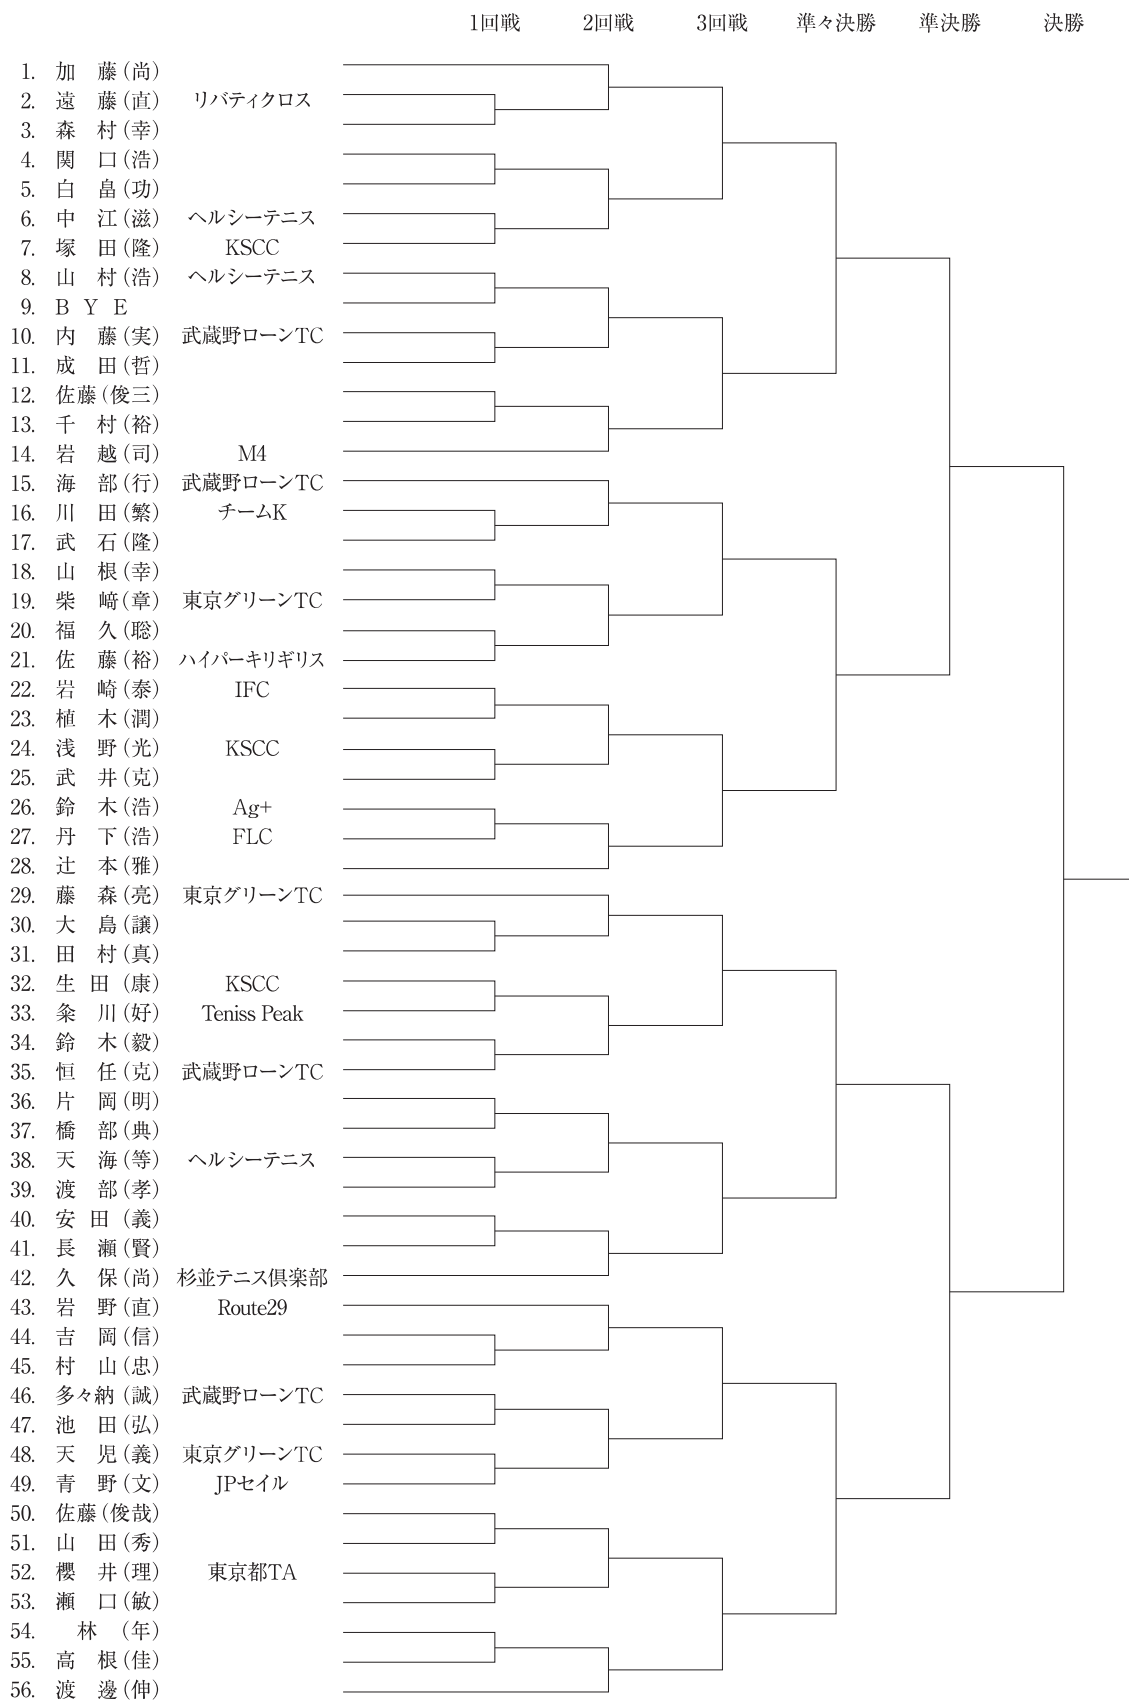 1回戦 2回戦 3回戦 準々決勝 準決勝 決勝
1. 加 藤(尚)
2. 遠 藤(直) リバティクロス
3. 森 村(幸)
4. 関 口(浩)
5. 白 畠(功)
6. 中 江(滋) ヘルシーテニス
7. 塚 田(隆) KSCC
8. 山 村(浩) ヘルシーテニス
9. B Y E
10. 内 藤(実) 武蔵野ローンTC
11. 成 田(哲)
12. 佐藤(俊三)
13. 千 村(裕)
14. 岩 越(司) M4
15. 海 部(行) 武蔵野ローンTC
16. 川 田(繁) チームK
17. 武 石(隆)
18. 山 根(幸)
19. 柴 﨑(章) 東京グリーンTC
20. 福 久(聡)
21. 佐 藤(裕) ハイパーキリギリス
22. 岩 崎(泰) IFC
23. 植 木(潤)
24. 浅 野(光) KSCC
25. 武 井(克)
26. 鈴 木(浩) Ag+
27. 丹 下(浩) FLC
28. 辻 本(雅)
29. 藤 森(亮) 東京グリーンTC
30. 大 島(譲)
31. 田 村(真)
32. 生 田 (康) KSCC
33. 粂 川(好) Teniss Peak
34. 鈴 木(毅)
35. 恒 任(克) 武蔵野ローンTC
36. 片 岡(明)
37. 橋 部(典)
38. 天 海(等) ヘルシーテニス
39. 渡 部(孝)
40. 安 田 (義)
41. 長 瀬(賢)
42. 久 保(尚) 杉並テニス倶楽部
43. 岩 野(直) Route29
44. 吉 岡(信)
45. 村 山(忠)
46. 多々納(誠) 武蔵野ローンTC
47. 池 田(弘)
48. 天 児(義) 東京グリーンTC
49. 青 野(文) JPセイル
50. 佐藤(俊哉)
51. 山 田(秀)
52. 櫻 井(理) 東京都TA
53. 瀬 口(敏)
54. 林 (年)
55. 高 根(佳)
56. 渡 邊(伸)